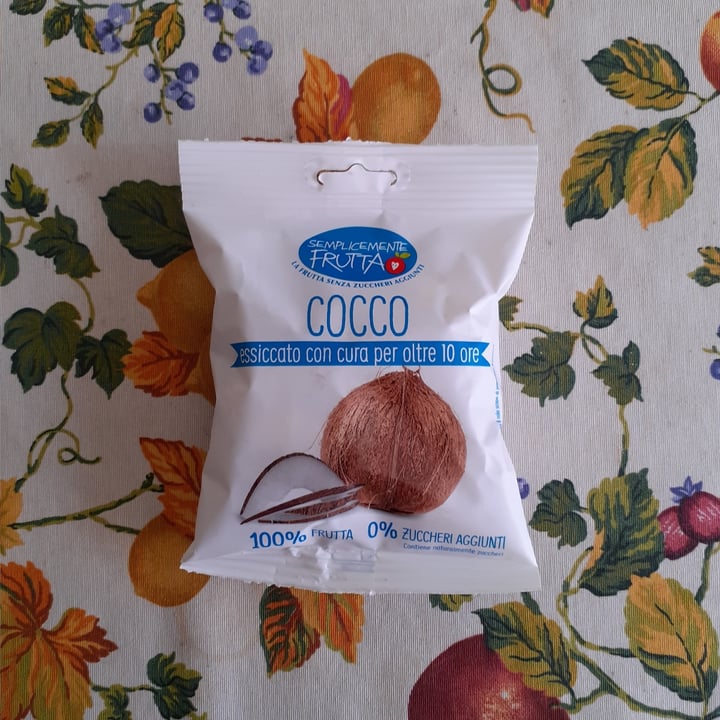 SEMPLICEMENTE
FRUTTA
LA FRUTTA SENZA ZUCCHERI AGGIUNTI
COCCO
essiccato con cura per oltre 10 ore
100% FRUTTA 0% ZUCCHERI AGGIUNTI
Contiene naturalmente zuccheri